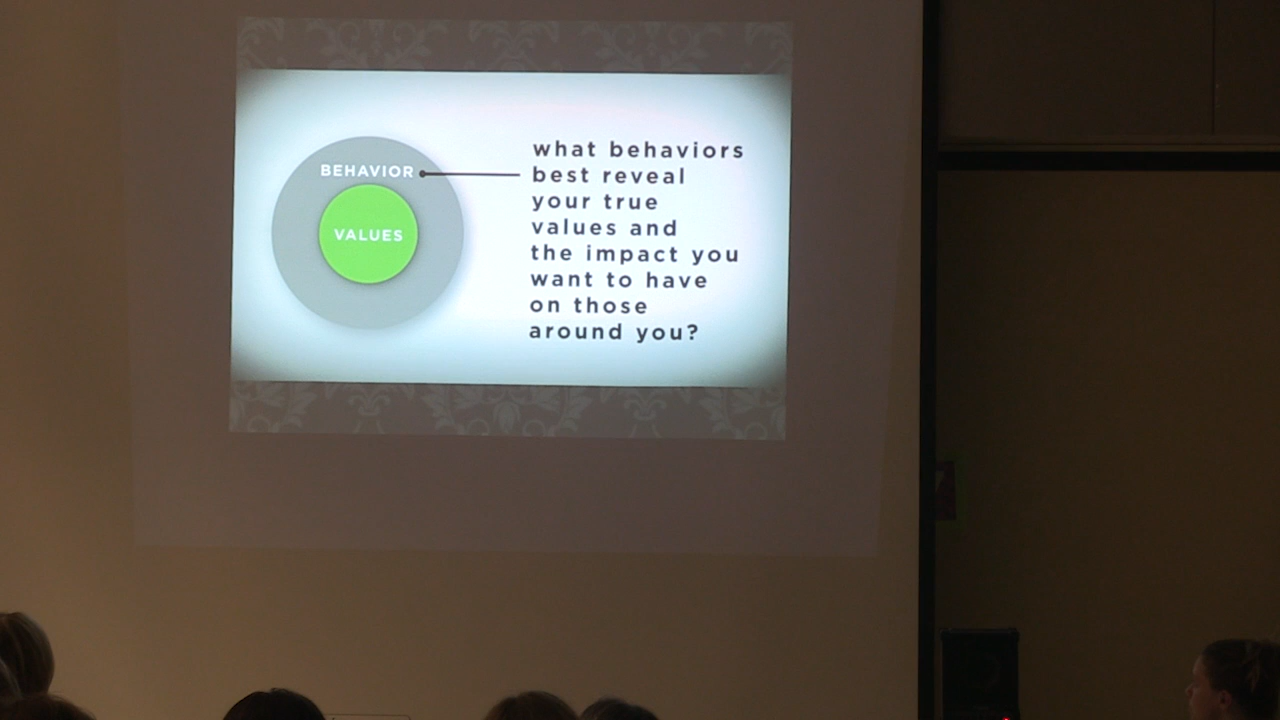 BEHAVIOR
VALUES
what behaviors
best reveal
your true
values and
the impact you
want to have
on those
around you?